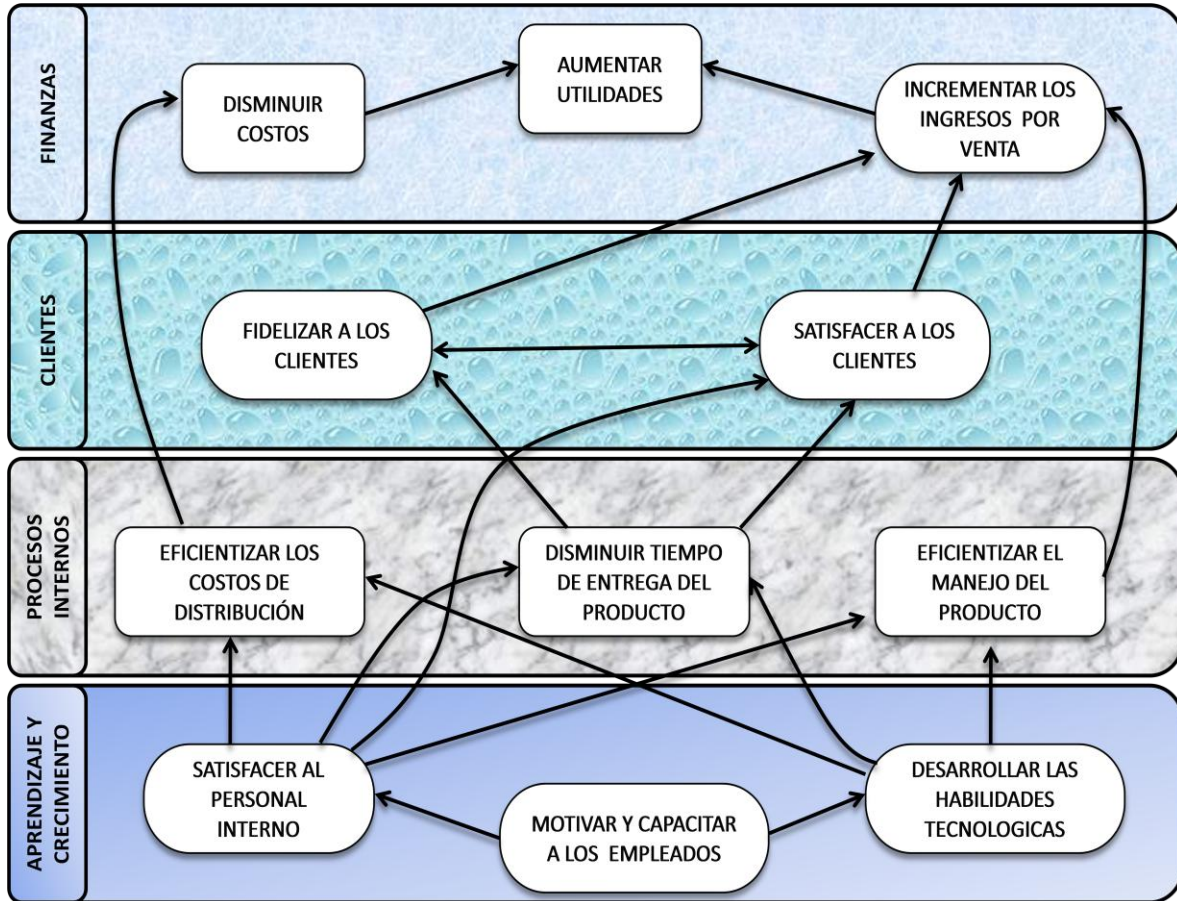 FINANZAS
DISMINUIR
COSTOS
AUMENTAR
UTILIDADES
INCREMENTAR LOS
INGRESOS POR
VENTA
CLIENTES
FIDELIZAR A LOS
CLIENTES
SATISFACER A LOS
CLIENTES
PROCESOS
INTERNOS
EFICIENTIZAR LOS
COSTOS DE
DISTRIBUCIÓN
DISMINUIR TIEMPO
DE ENTREGA DEL
PRODUCTO
EFICIENTIZAR EL
MANEJO DEL
PRODUCTO
APRENDIZAJE Y
CRECIMIENTO
SATISFACER AL
PERSONAL
INTERNO
MOTIVAR Y CAPACITAR
A LOS EMPLEADOS
DESARROLLAR LAS
HABILIDADES
TECNOLOGICAS